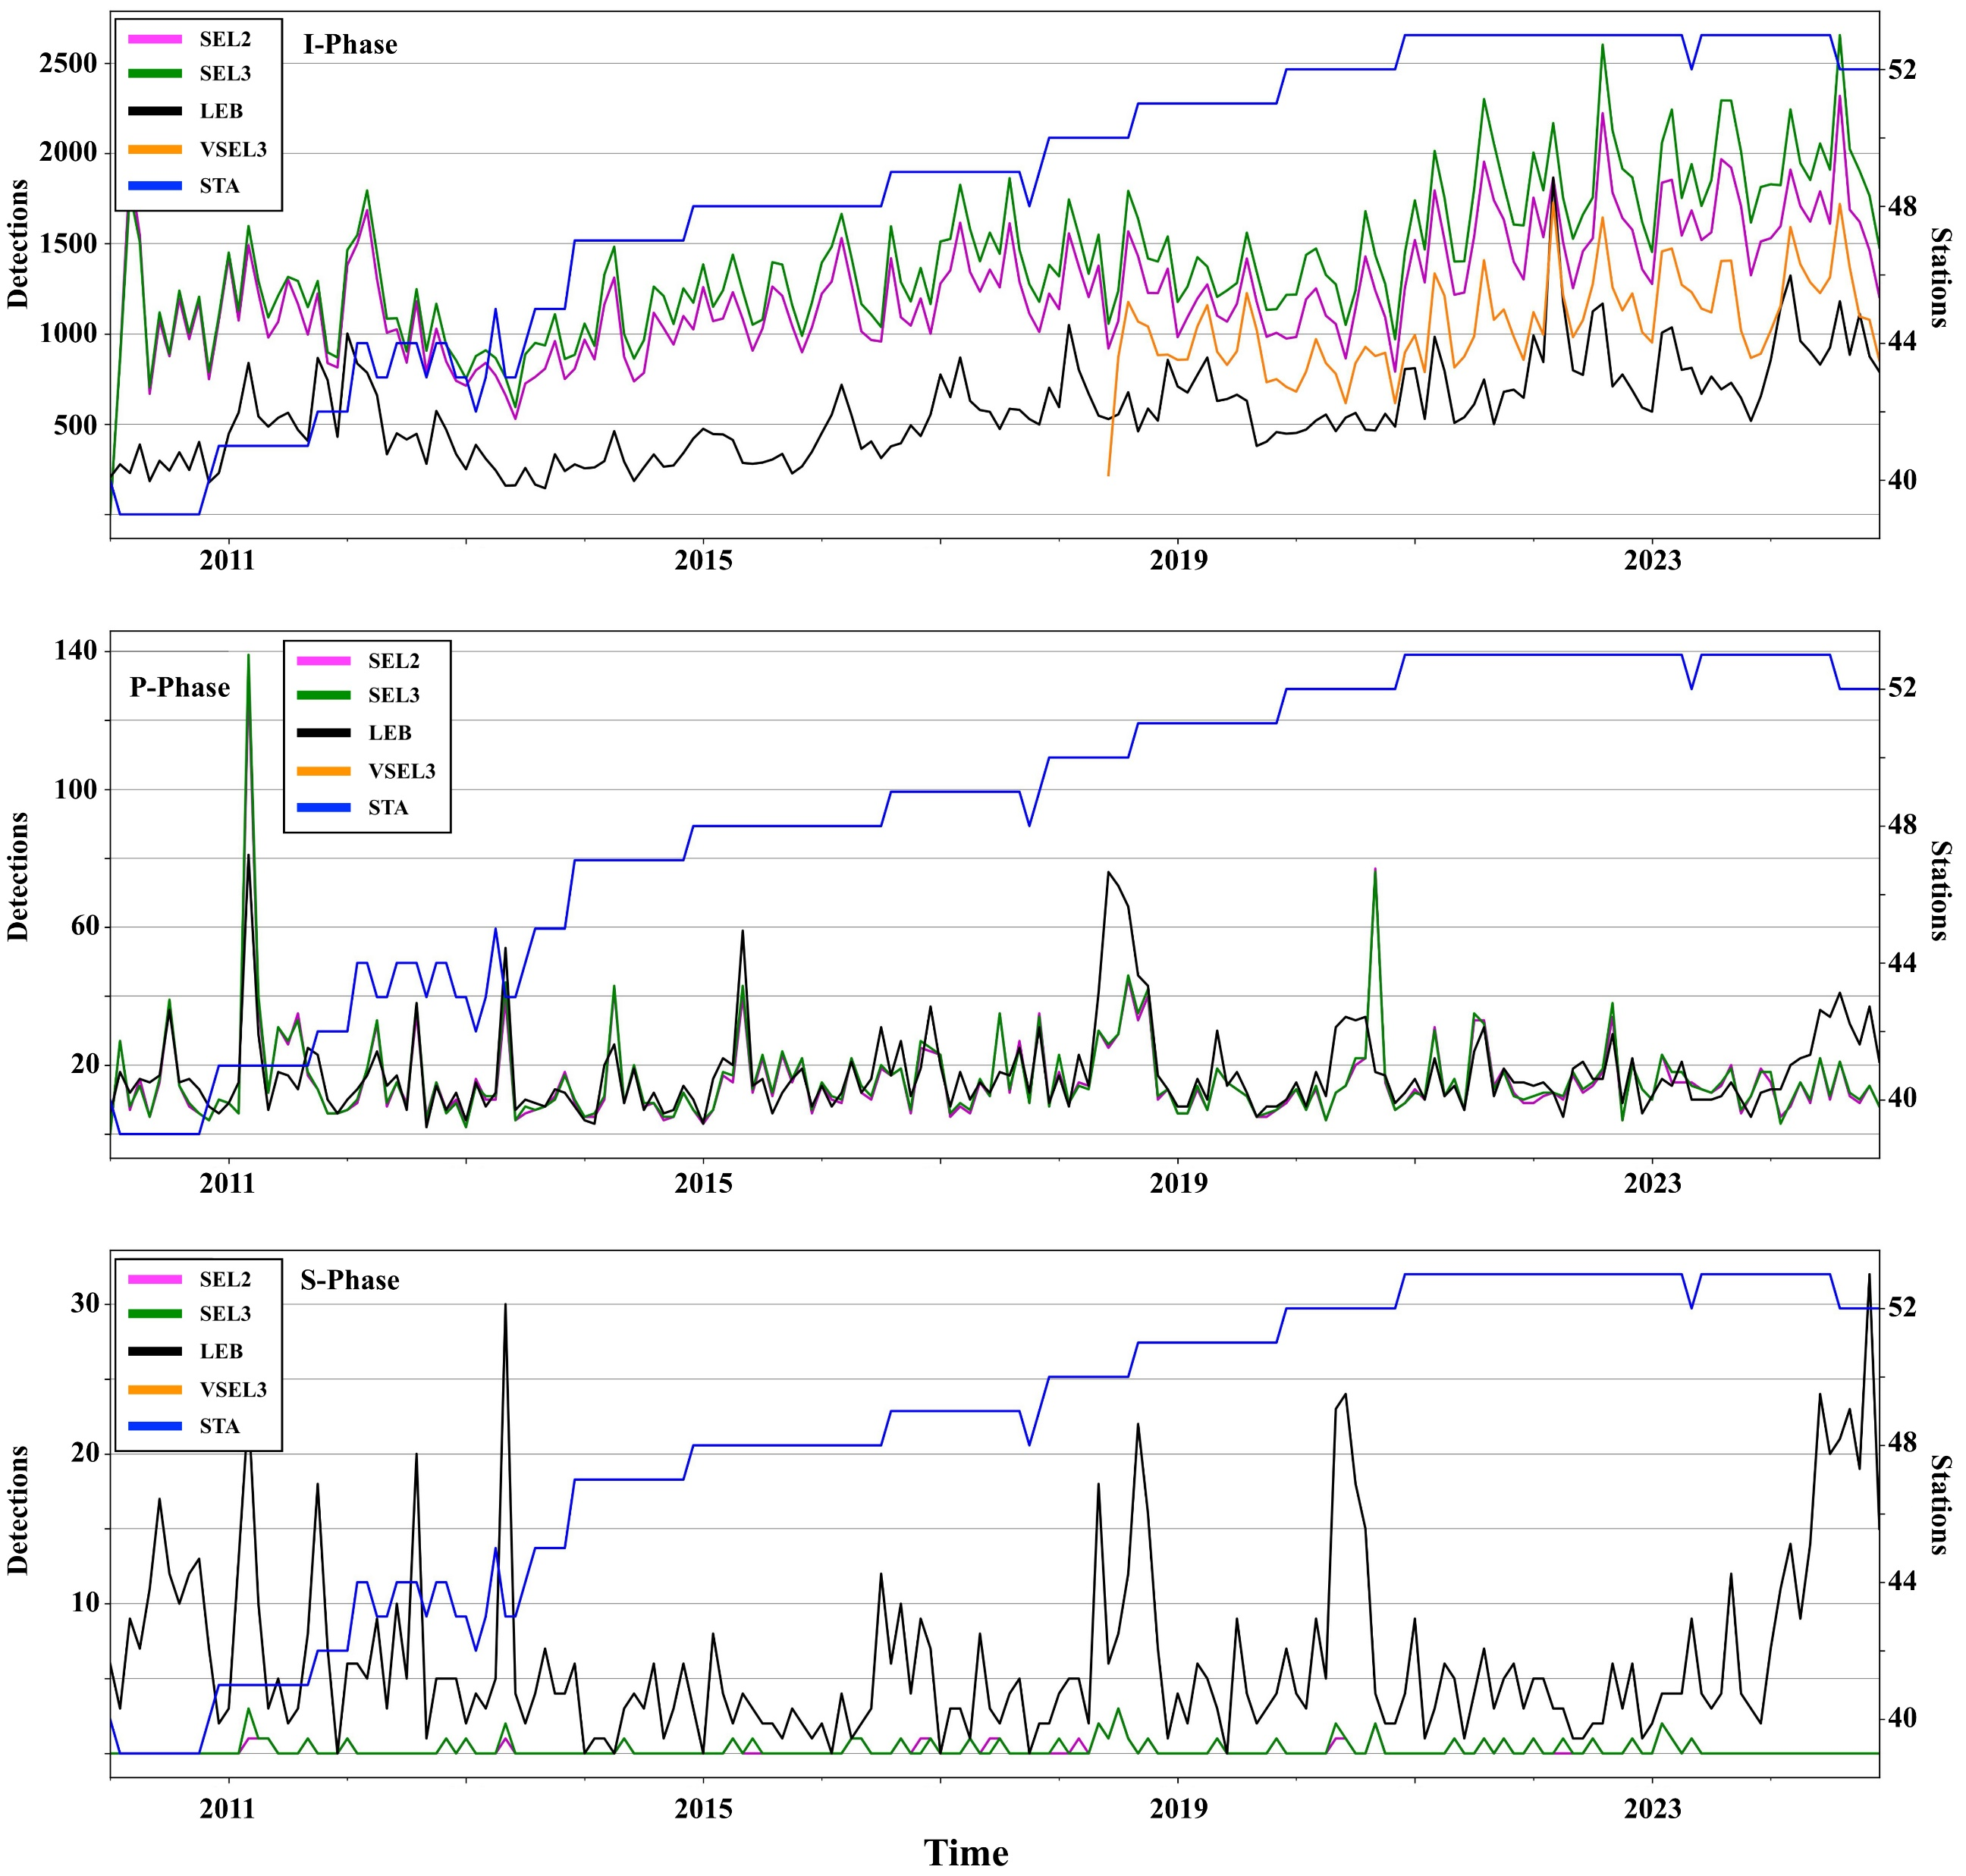 I-Phase
SEL2
SEL3
LEB
VSEL3
STA
2500
2000
1500
1000
500
52
48
44
40
Detections
Stations
2011 2015 2019 2023
P-Phase
SEL2
SEL3
LEB
VSEL3
STA
140
100
60
20
52
48
44
40
Detections
Stations
2011 2015 2019 2023
S-Phase
SEL2
SEL3
LEB
VSEL3
STA
30
20
10
52
48
44
40
Detections
Stations
2011 2015 2019 2023
Time